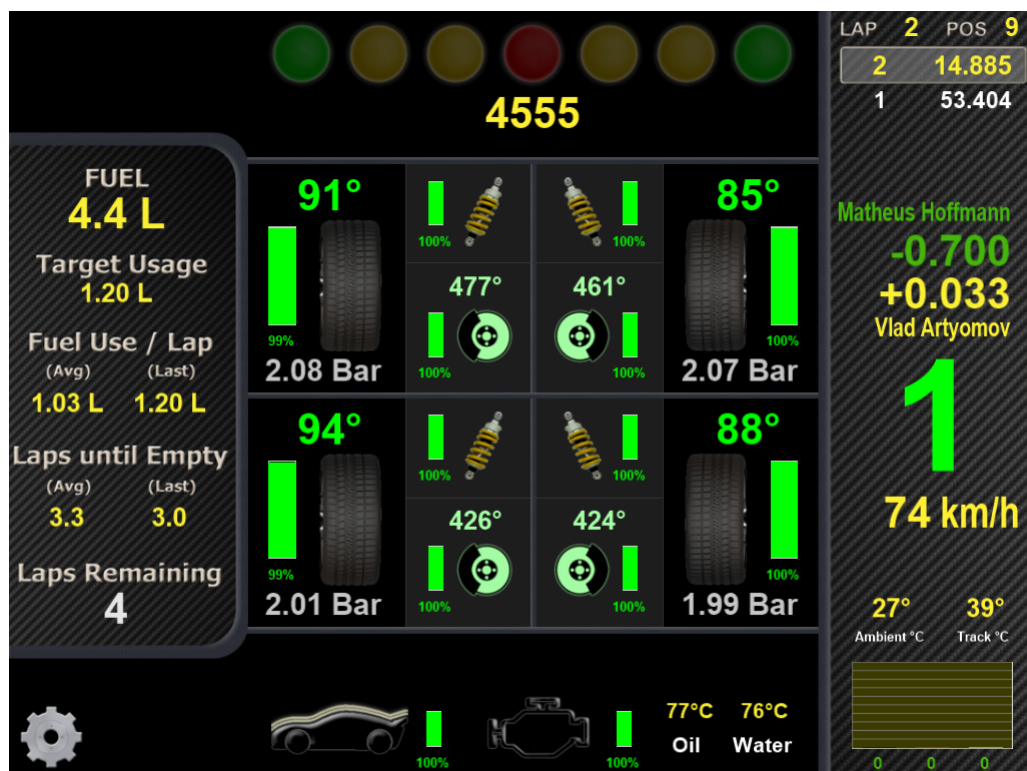 LAP 2 POS 9
2 14.885
1 53.404
4555
FUEL
4.4 L
Target Usage
1.20 L
Fuel Use / Lap
(Avg) (Last)
1.03 L 1.20 L
Laps until Empty
(Avg) (Last)
3.3 3.0
Laps Remaining
4
91° 85°
100% 100%
477° 461°
99% 100% 100% 100%
2.08 Bar 2.07 Bar
94° 88°
100% 100%
426° 424°
99% 100% 100% 100%
2.01 Bar 1.99 Bar
77°C 76°C
Oil Water
100% 100%
Matheus Hoffmann
-0.700
+0.033
Vlad Artyomov
1
74 km/h
27° 39°
Ambient °C Track °C
0 0 0